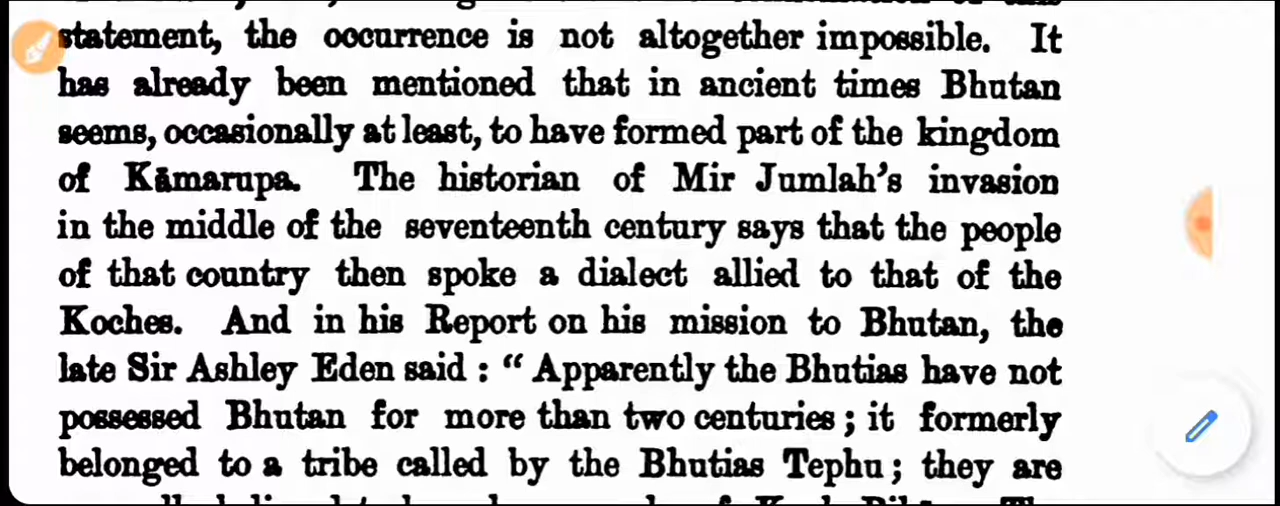 statement, the occurrence is not altogether impossible. It
has already been mentioned that in ancient times Bhutan
seems, occasionally at least, to have formed part of the kingdom
of Kāmarupa. The historian of Mir Jumlah's invasion
in the middle of the seventeenth century says that the people
of that country then spoke a dialect allied to that of the
Koches. And in his Report on his mission to Bhutan, the
late Sir Ashley Eden said : “ Apparently the Bhutias have not
possessed Bhutan for more than two centuries ; it formerly
belonged to a tribe called by the Bhutias Tephu ; they are